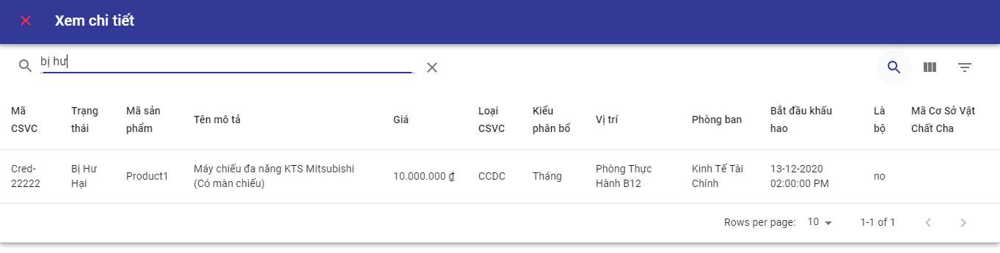 Xem chi tiết
bị hư
Mã CSVC
Trạng thái
Mã sản phẩm
Tên mô tả
Giá
Loại CSVC
Kiểu phân bổ
Vị trí
Phòng ban
Bắt đầu khấu hao
Là bộ
Mã Cơ Sở Vật Chất Cha
Cred-22222
Bị Hư Hại
Product1
Máy chiếu đa năng KTS Mitsubishi
(Có màn chiếu)
10.000.000 ₫
CCDC
Tháng
Phòng Thực Hành B12
Kinh Tế Tài Chính
13-12-2020
02:00:00 PM
no
Rows per page: 10 1-1 of 1